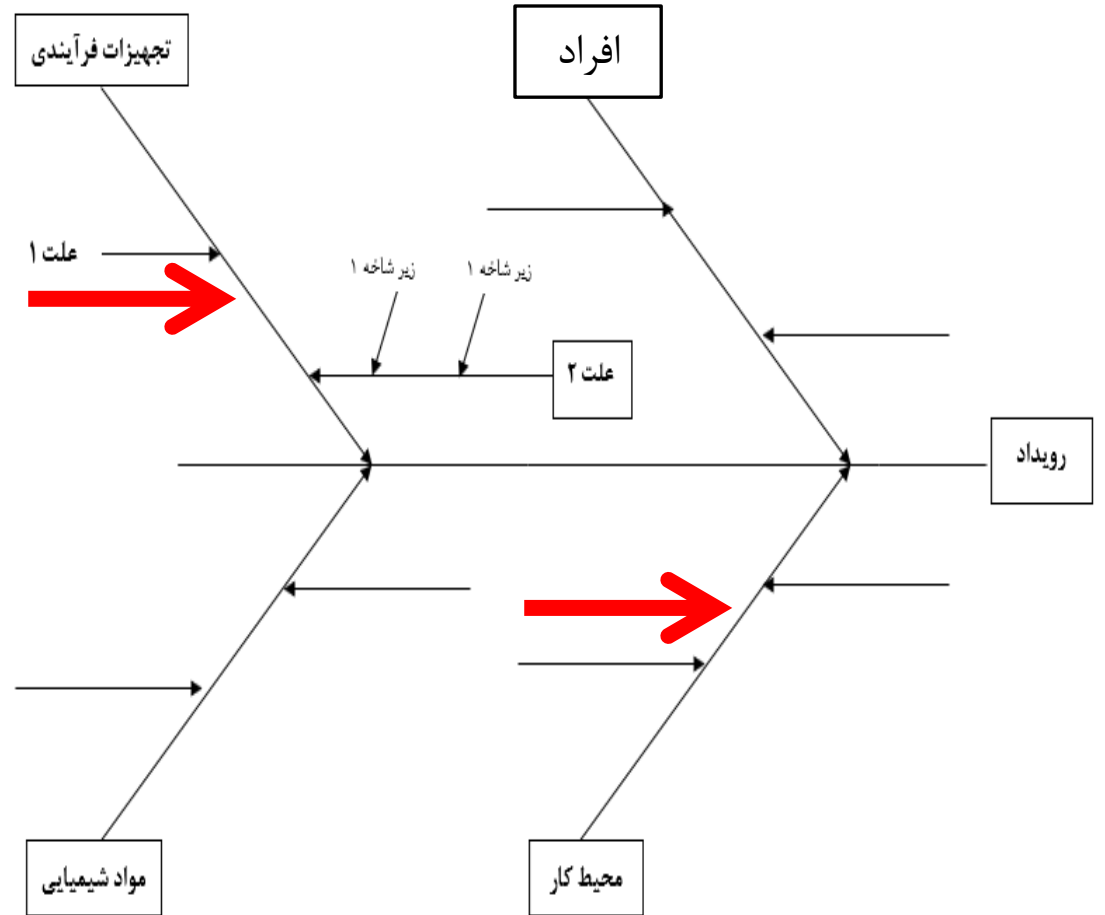 افراد
تجهیزات فرآیندی
علت ۱
زیر شاخه ۱
زیر شاخه ۱
علت ۲
رویداد
محیط کار
مواد شیمیایی